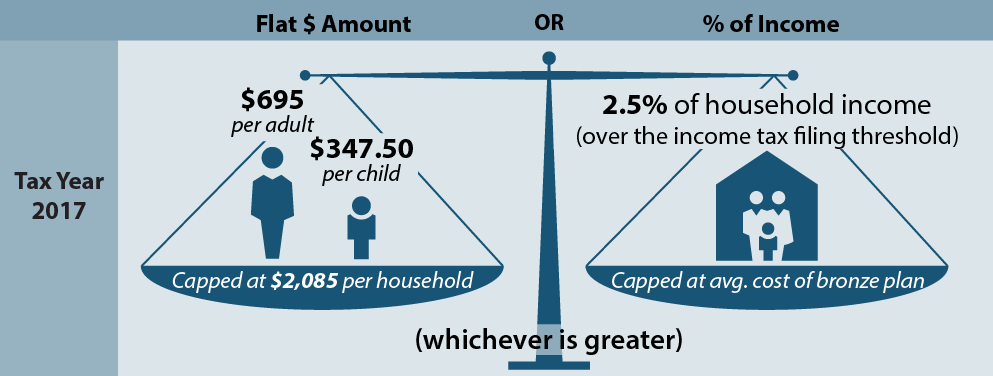 Flat $ Amount
OR
% of Income
Tax Year
2017
$695
per adult
$347.50
per child
Capped at $2,085 per household
2.5% of household income
(over the income tax filing threshold)
Capped at avg. cost of bronze plan
(whichever is greater)